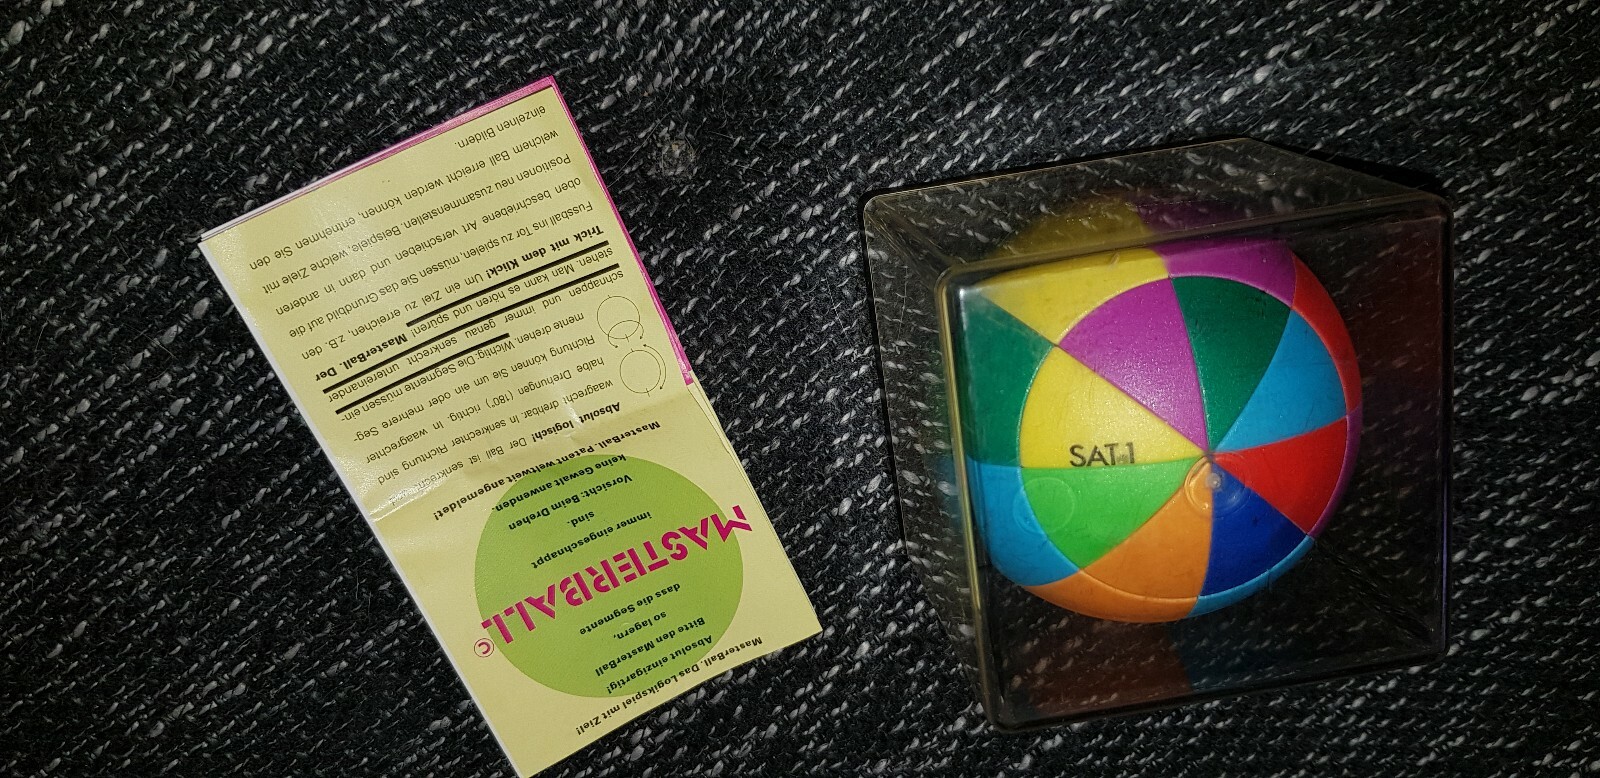 MasterBall. Das Logikspiel mit Ziel!
Absolut einzigartig!
Bitte den MasterBall
so lagern,
dass die Segmente
MASTERBALL ©
immer eingeschnappt
sind.
Vorsicht: Beim Drehen
keine Gewalt anwenden.
MasterBall. Patent weltweit angemeldet!
Absolut logisch! Der Ball ist senkrecht-
waagrecht drehbar. In senkrechter Richtung sind
halbe Drehungen (180°) richtig, in waagrechter
Richtung können Sie um ein oder mehrere Seg-
mente drehen. Wichtig: Die Segmente müssen ein-
schnappen und immer genau senkrecht untereinander
stehen. Man kann es hören und spüren! MasterBall. Der
Trick mit dem Klick! Um ein Ziel zu erreichen, z.B. den
Fussball ins Tor zu spielen, müssen Sie das Grundbild auf die
oben beschriebene Art verschieben und dann in anderen
Positionen neu zusammenstellen. Beispiele, welche Ziele mit
welchem Ball erreicht werden können, entnehmen Sie den
einzelnen Bildern.
SAT.1